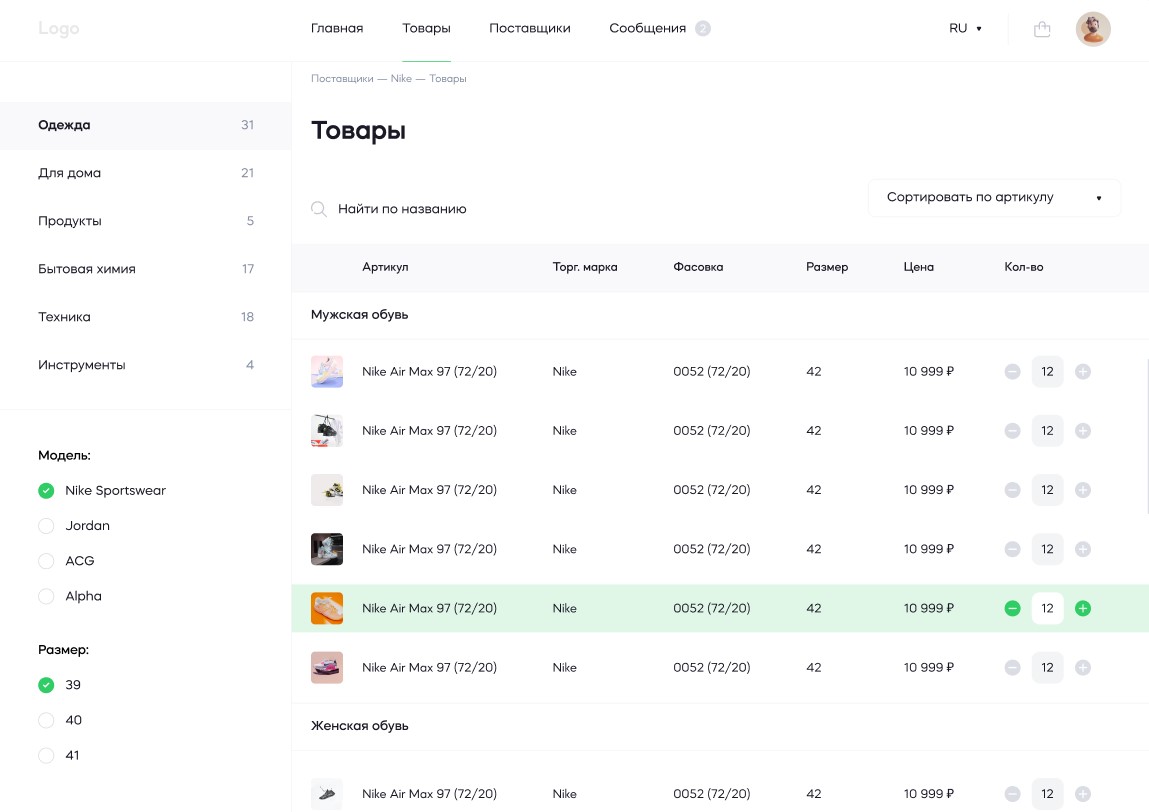 Logo
Главная Товары Поставщики Сообщения 2 RU
Поставщики — Nike — Товары
Одежда 31
Для дома 21
Продукты 5
Бытовая химия 17
Техника 18
Инструменты 4
Модель:
Nike Sportswear
Jordan
ACG
Alpha
Размер:
39
40
41
Товары
Найти по названию
Сортировать по артикулу
Артикул Торг. марка Фасовка Размер Цена Кол-во
Мужская обувь
Nike Air Max 97 (72/20) Nike 0052 (72/20) 42 10 999 ₽ 12
Nike Air Max 97 (72/20) Nike 0052 (72/20) 42 10 999 ₽ 12
Nike Air Max 97 (72/20) Nike 0052 (72/20) 42 10 999 ₽ 12
Nike Air Max 97 (72/20) Nike 0052 (72/20) 42 10 999 ₽ 12
Nike Air Max 97 (72/20) Nike 0052 (72/20) 42 10 999 ₽ 12
Nike Air Max 97 (72/20) Nike 0052 (72/20) 42 10 999 ₽ 12
Женская обувь
Nike Air Max 97 (72/20) Nike 0052 (72/20) 42 10 999 ₽ 12